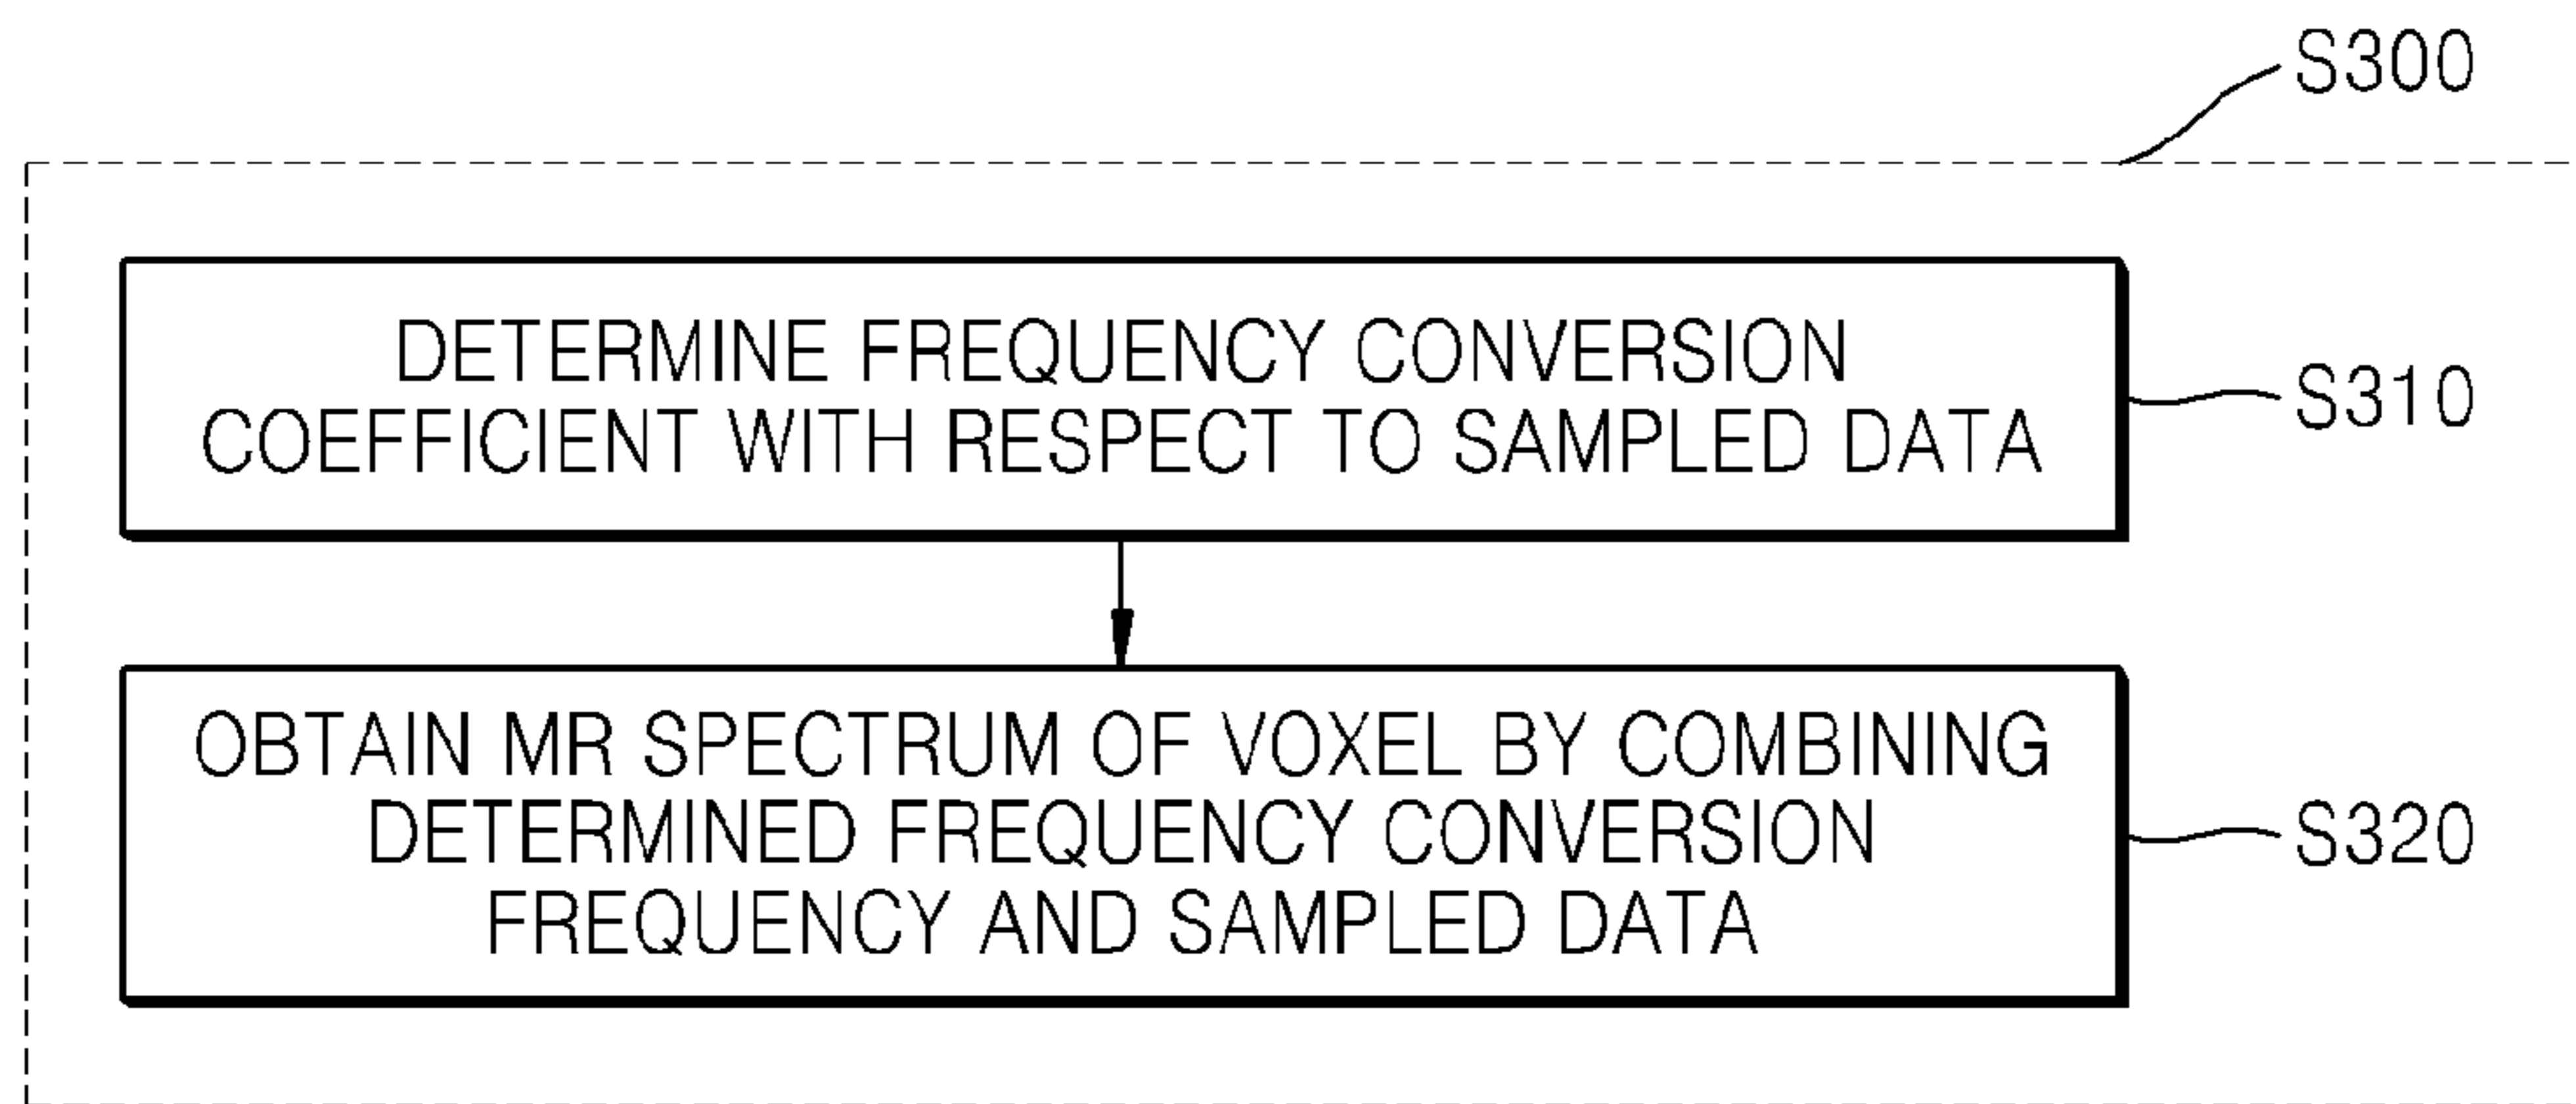 S300
DETERMINE FREQUENCY CONVERSION
COEFFICIENT WITH RESPECT TO SAMPLED DATA
S310
OBTAIN MR SPECTRUM OF VOXEL BY COMBINING
DETERMINED FREQUENCY CONVERSION
FREQUENCY AND SAMPLED DATA
S320